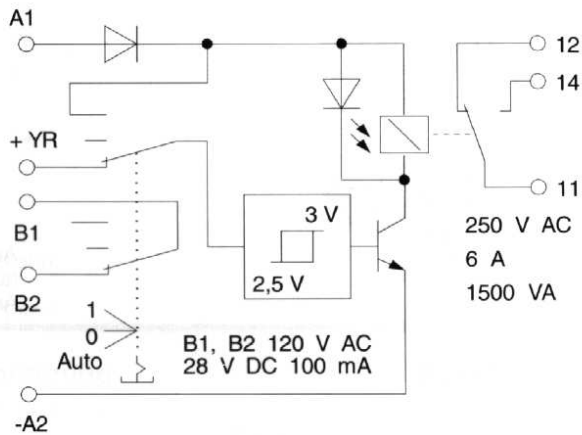 A1
12
14
+ YR
11
3 V
2,5 V
B1
B2
250 V AC
6 A
1500 VA
1
0
Auto
B1, B2 120 V AC
28 V DC 100 mA
-A2